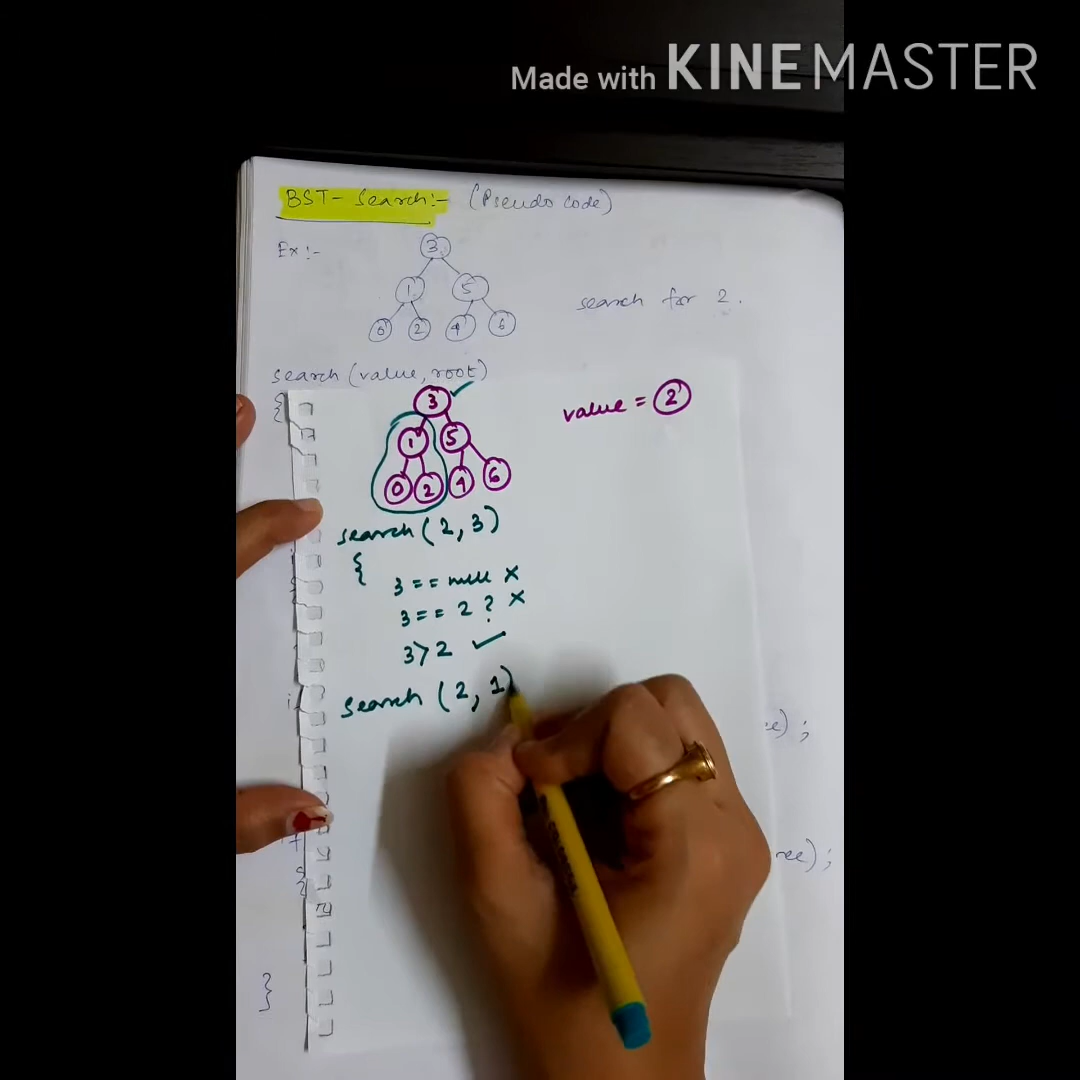 Made with KINEMASTER
BST- Search:- (Pseudo Code)
Ex:-
3
1 5
0 2 4 6
search for 2.
search (value, root)
{
3
1 5
0 2 4 6
value = 2
search (2, 3)
{
3 == null X
3 == 2 ? X
3>2 ✓
search (2, 1)
);
ree);
}